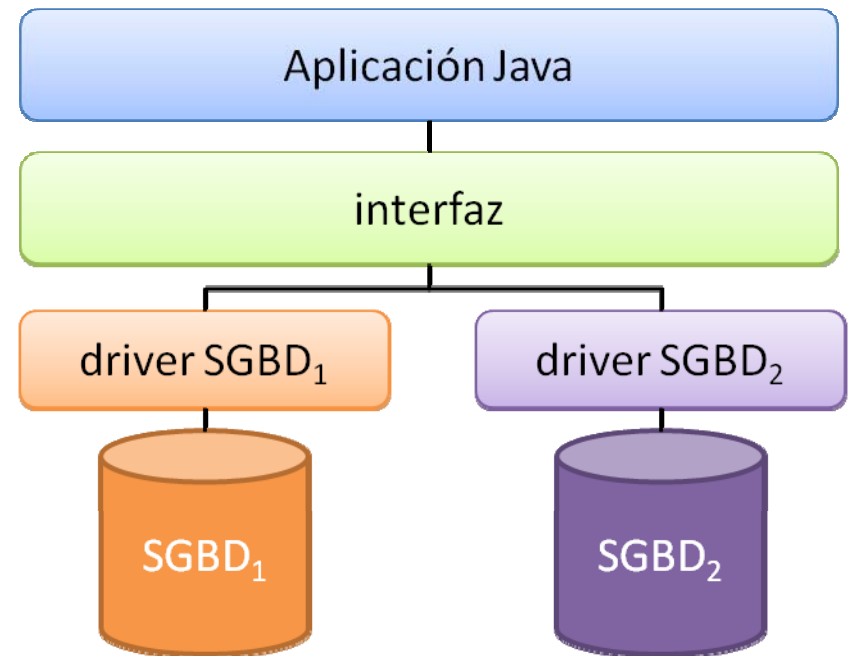 Aplicación Java
interfaz
driver SGBD₁
driver SGBD₂
SGBD₁
SGBD₂